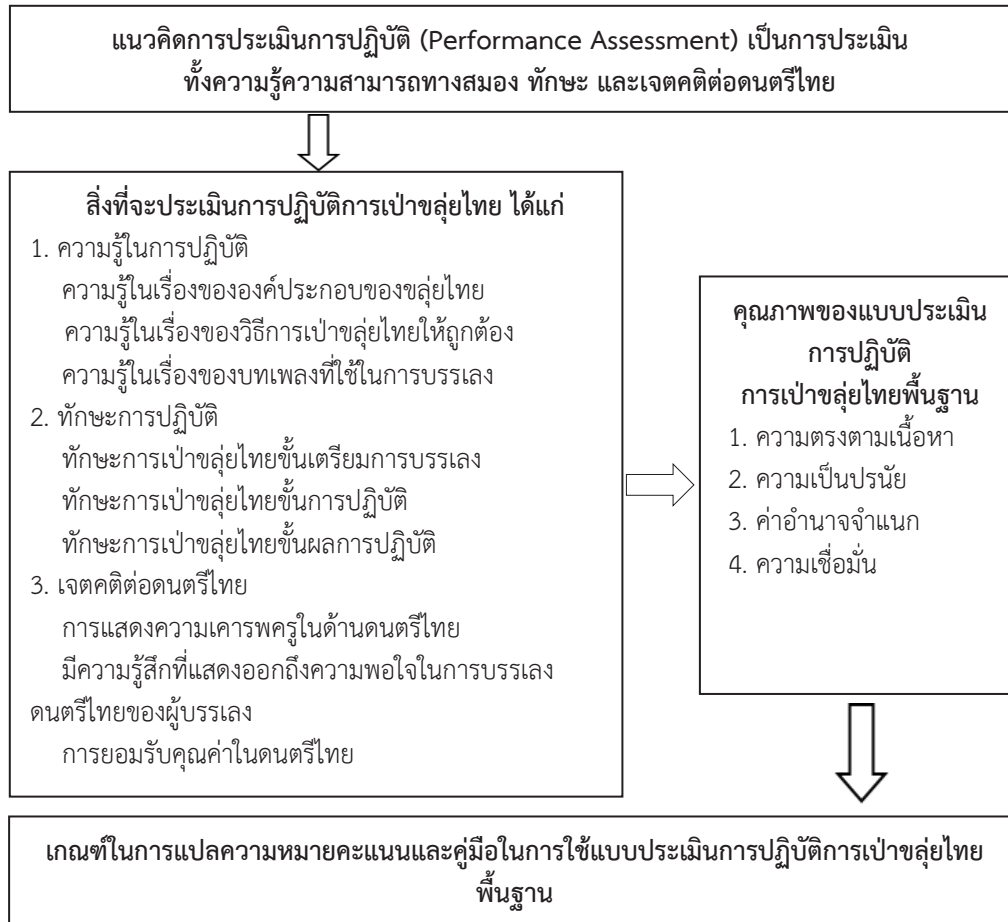 แนวคิดการประเมินการปฏิบัติ (Performance Assessment) เป็นการประเมิน
ทั้งความรู้ความสามารถทางสมอง ทักษะ และเจตคติต่อดนตรีไทย
สิ่งที่จะประเมินการปฏิบัติการเป่าขลุ่ยไทย ได้แก่
1. ความรู้ในการปฏิบัติ
ความรู้ในเรื่องขององค์ประกอบของขลุ่ยไทย
ความรู้ในเรื่องของวิธีการเป่าขลุ่ยไทยให้ถูกต้อง
ความรู้ในเรื่องของบทเพลงที่ใช้ในการบรรเลง
2. ทักษะการปฏิบัติ
ทักษะการเป่าขลุ่ยไทยขั้นเตรียมการบรรเลง
ทักษะการเป่าขลุ่ยไทยขั้นการปฏิบัติ
ทักษะการเป่าขลุ่ยไทยขั้นผลการปฏิบัติ
3. เจตคติต่อดนตรีไทย
การแสดงความเคารพครูในด้านดนตรีไทย
มีความรู้สึกที่แสดงออกถึงความพอใจในการบรรเลง
ดนตรีไทยของผู้บรรเลง
การยอมรับคุณค่าในดนตรีไทย
คุณภาพของแบบประเมิน
การปฏิบัติ
การเป่าขลุ่ยไทยพื้นฐาน
1. ความตรงตามเนื้อหา
2. ความเป็นปรนัย
3. ค่าอำนาจจำแนก
4. ความเชื่อมั่น
เกณฑ์ในการแปลความหมายคะแนนและคู่มือในการใช้แบบประเมินการปฏิบัติการเป่าขลุ่ยไทย
พื้นฐาน